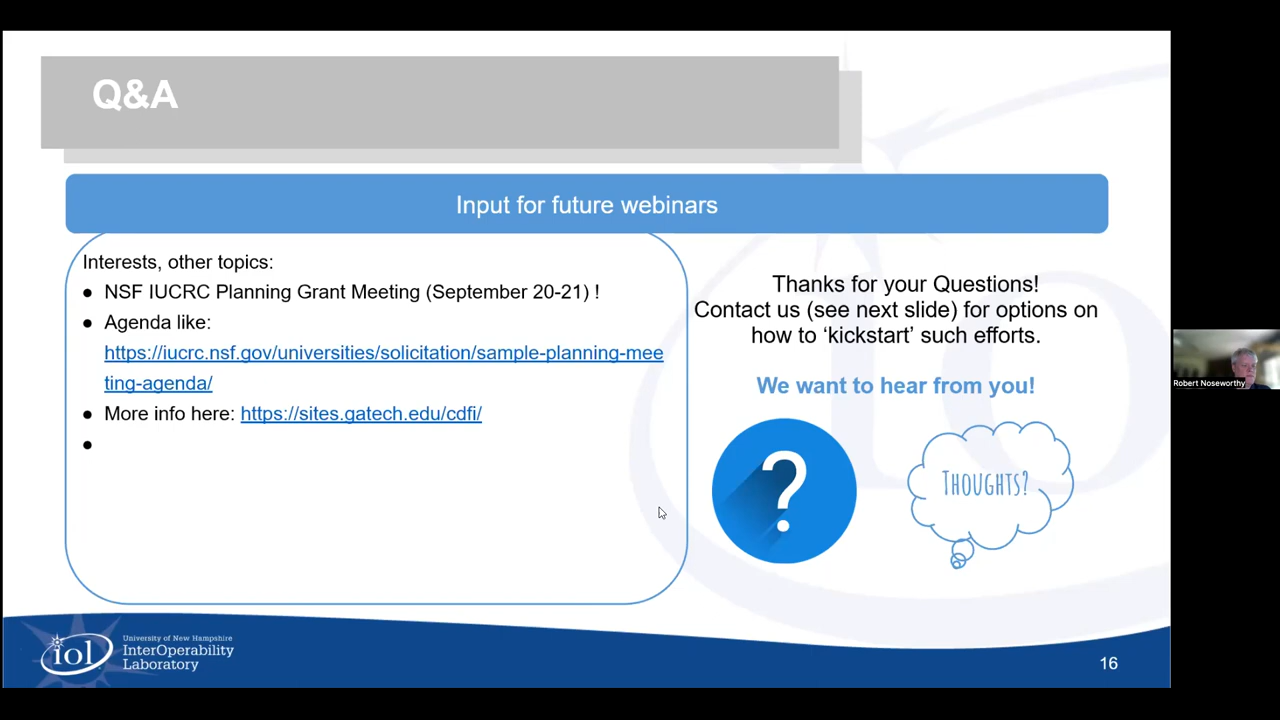 Q&A
Input for future webinars
Interests, other topics:
● NSF IUCRC Planning Grant Meeting (September 20-21) !
● Agenda like:
https://iucrc.nsf.gov/universities/solicitation/sample-planning-mee
ting-agenda/
● More info here: https://sites.gatech.edu/cdfi/
●
Thanks for your Questions!
Contact us (see next slide) for options on
how to ‘kickstart’ such efforts.
We want to hear from you!
?
THOUGHTS?
Robert Noseworthy
iol
University of New Hampshire
InterOperability
Laboratory
16